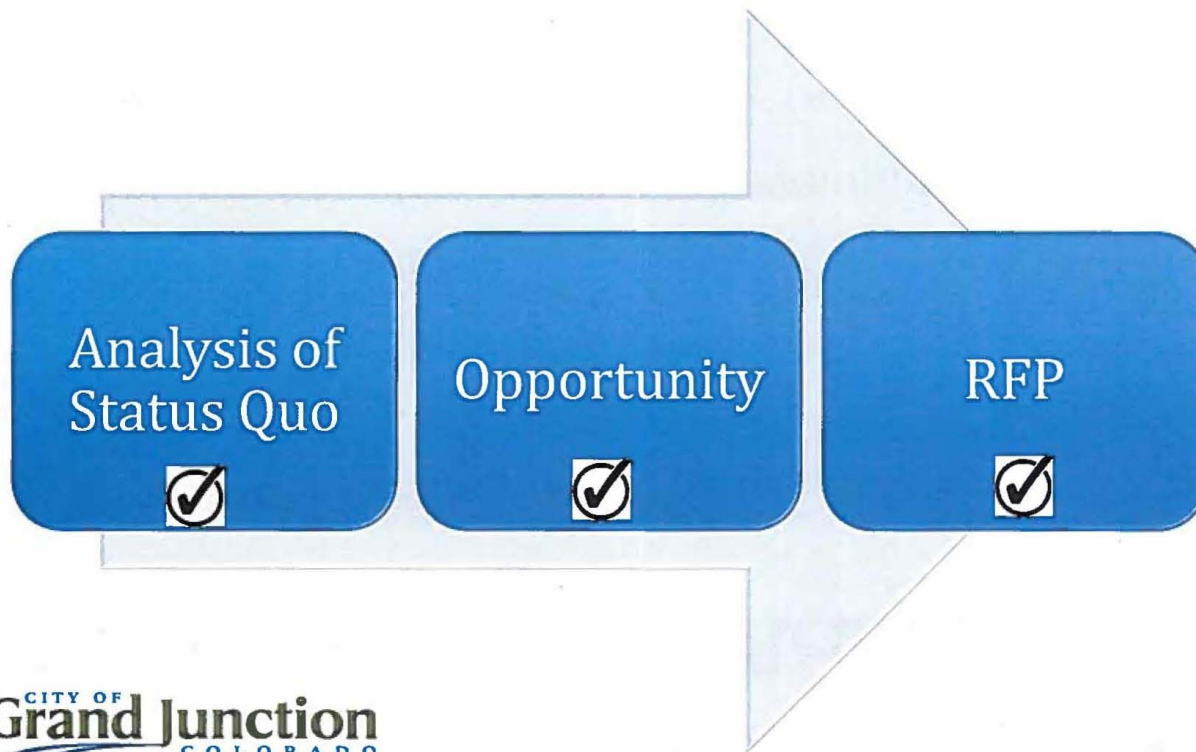 Analysis of
Status Quo
Opportunity
RFP
CITY OF
Grand Junction
COLORADO